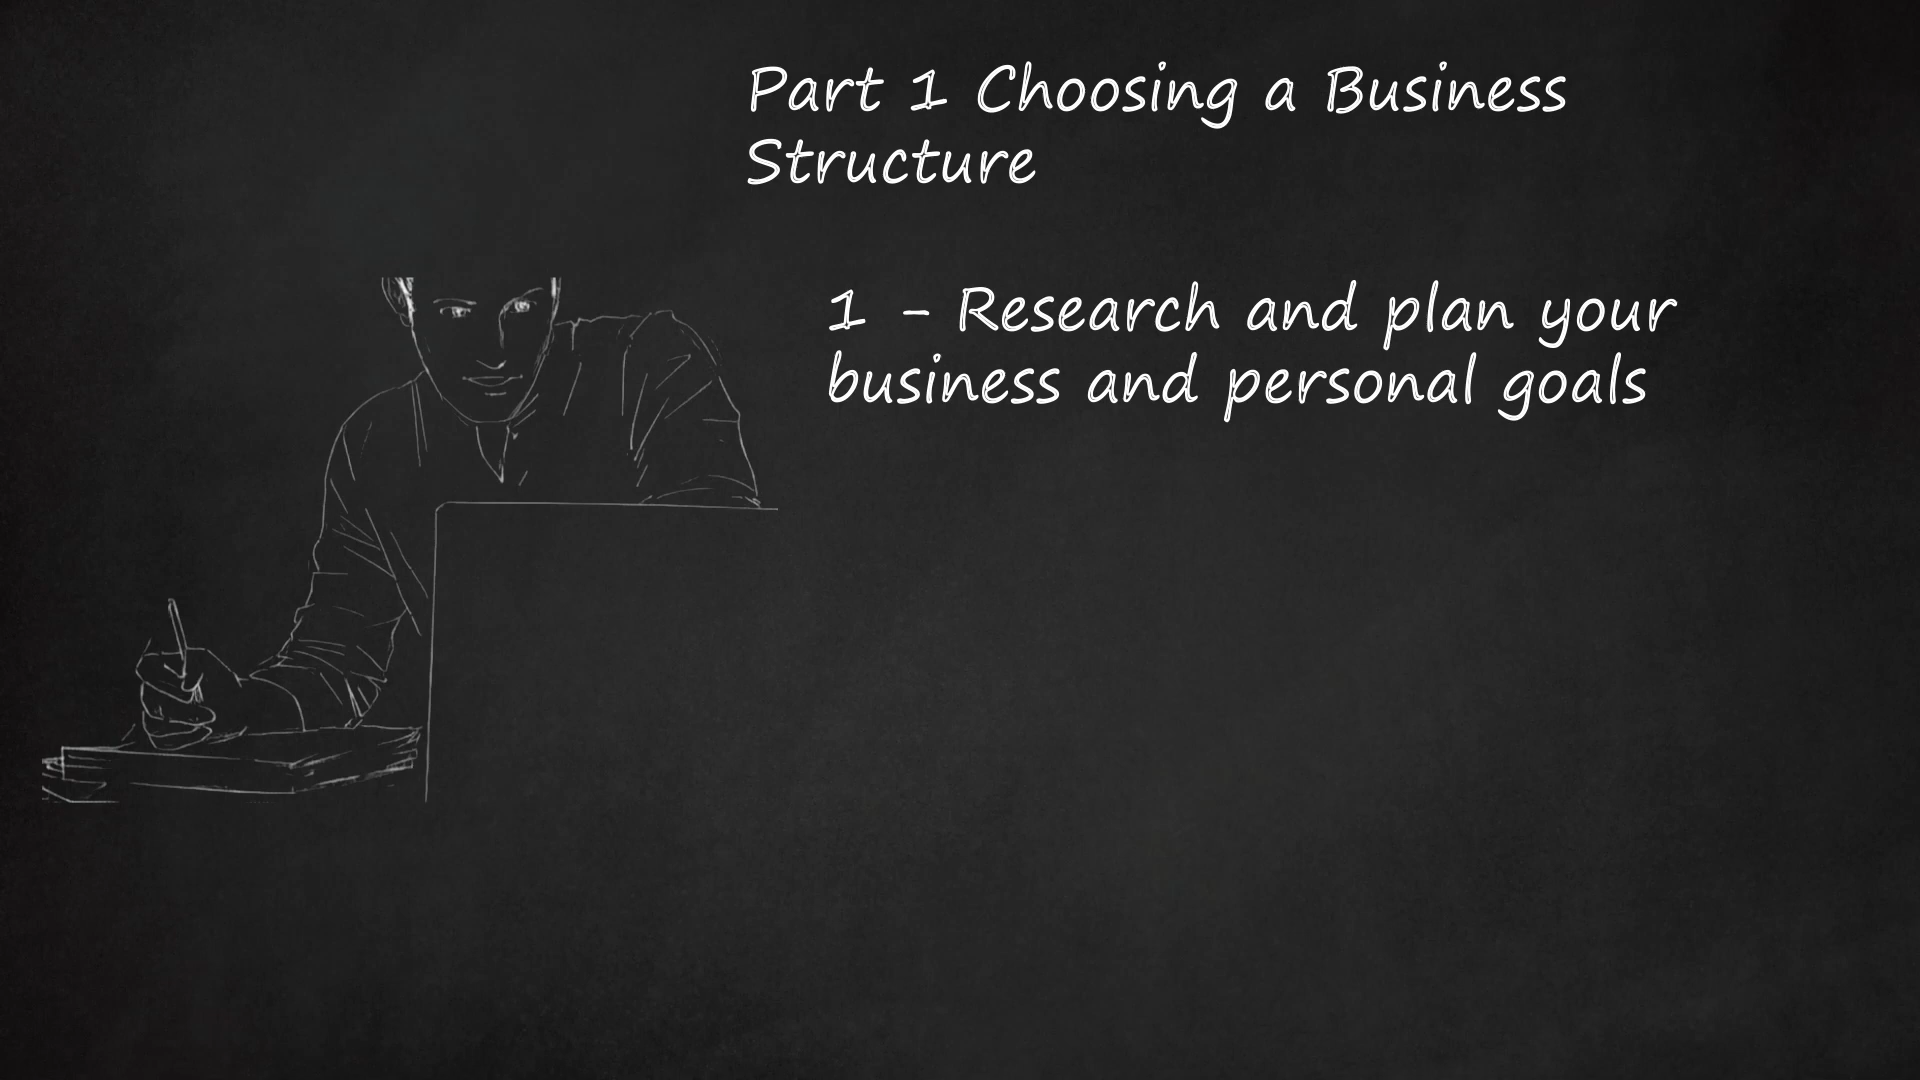 Part 1 Choosing a Business
Structure
1 - Research and plan your
business and personal goals